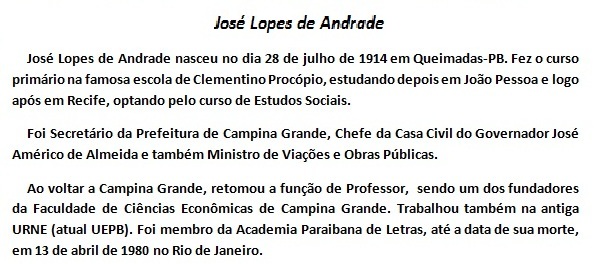 José Lopes de Andrade
José Lopes de Andrade nasceu no dia 28 de julho de 1914 em Queimadas-PB. Fez o curso
primário na famosa escola de Clementino Procópio, estudando depois em João Pessoa e logo
após em Recife, optando pelo curso de Estudos Sociais.
Foi Secretário da Prefeitura de Campina Grande, Chefe da Casa Civil do Governador José
Américo de Almeida e também Ministro de Viações e Obras Públicas.
Ao voltar a Campina Grande, retomou a função de Professor, sendo um dos fundadores
da Faculdade de Ciências Econômicas de Campina Grande. Trabalhou também na antiga
URNE (atual UEPB). Foi membro da Academia Paraibana de Letras, até a data de sua morte,
em 13 de abril de 1980 no Rio de Janeiro.